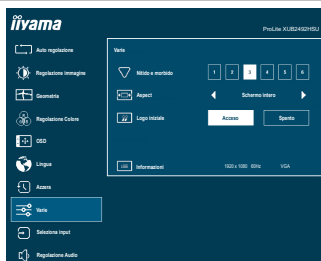 iiyama
ProLite XUB2492HSU
Auto regolazione
Regolazione immagine
Geometria
Regolazione Colore
OSD
Lingua
Azzera
Varie
Seleziona input
Regolazione Audio
Varie
Nitido e morbido
1 2 3 4 5 6
Aspect
Schermo intero
Logo iniziale
Acceso
Spento
Informazioni
1920 x 1080 60Hz VGA